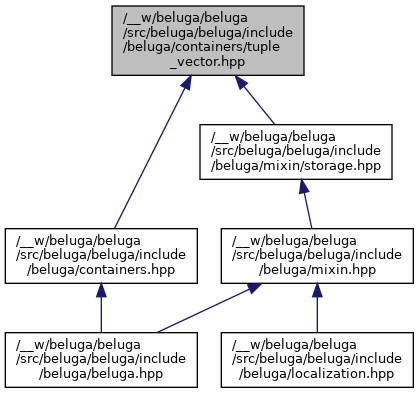 /__w/beluga/beluga
/src/beluga/beluga/include
/beluga/containers/tuple
_vector.hpp
/__w/beluga/beluga
/src/beluga/beluga/include
/beluga/mixin/storage.hpp
/__w/beluga/beluga
/src/beluga/beluga/include
/beluga/containers.hpp
/__w/beluga/beluga
/src/beluga/beluga/include
/beluga/mixin.hpp
/__w/beluga/beluga
/src/beluga/beluga/include
/beluga/beluga.hpp
/__w/beluga/beluga
/src/beluga/beluga/include
/beluga/localization.hpp